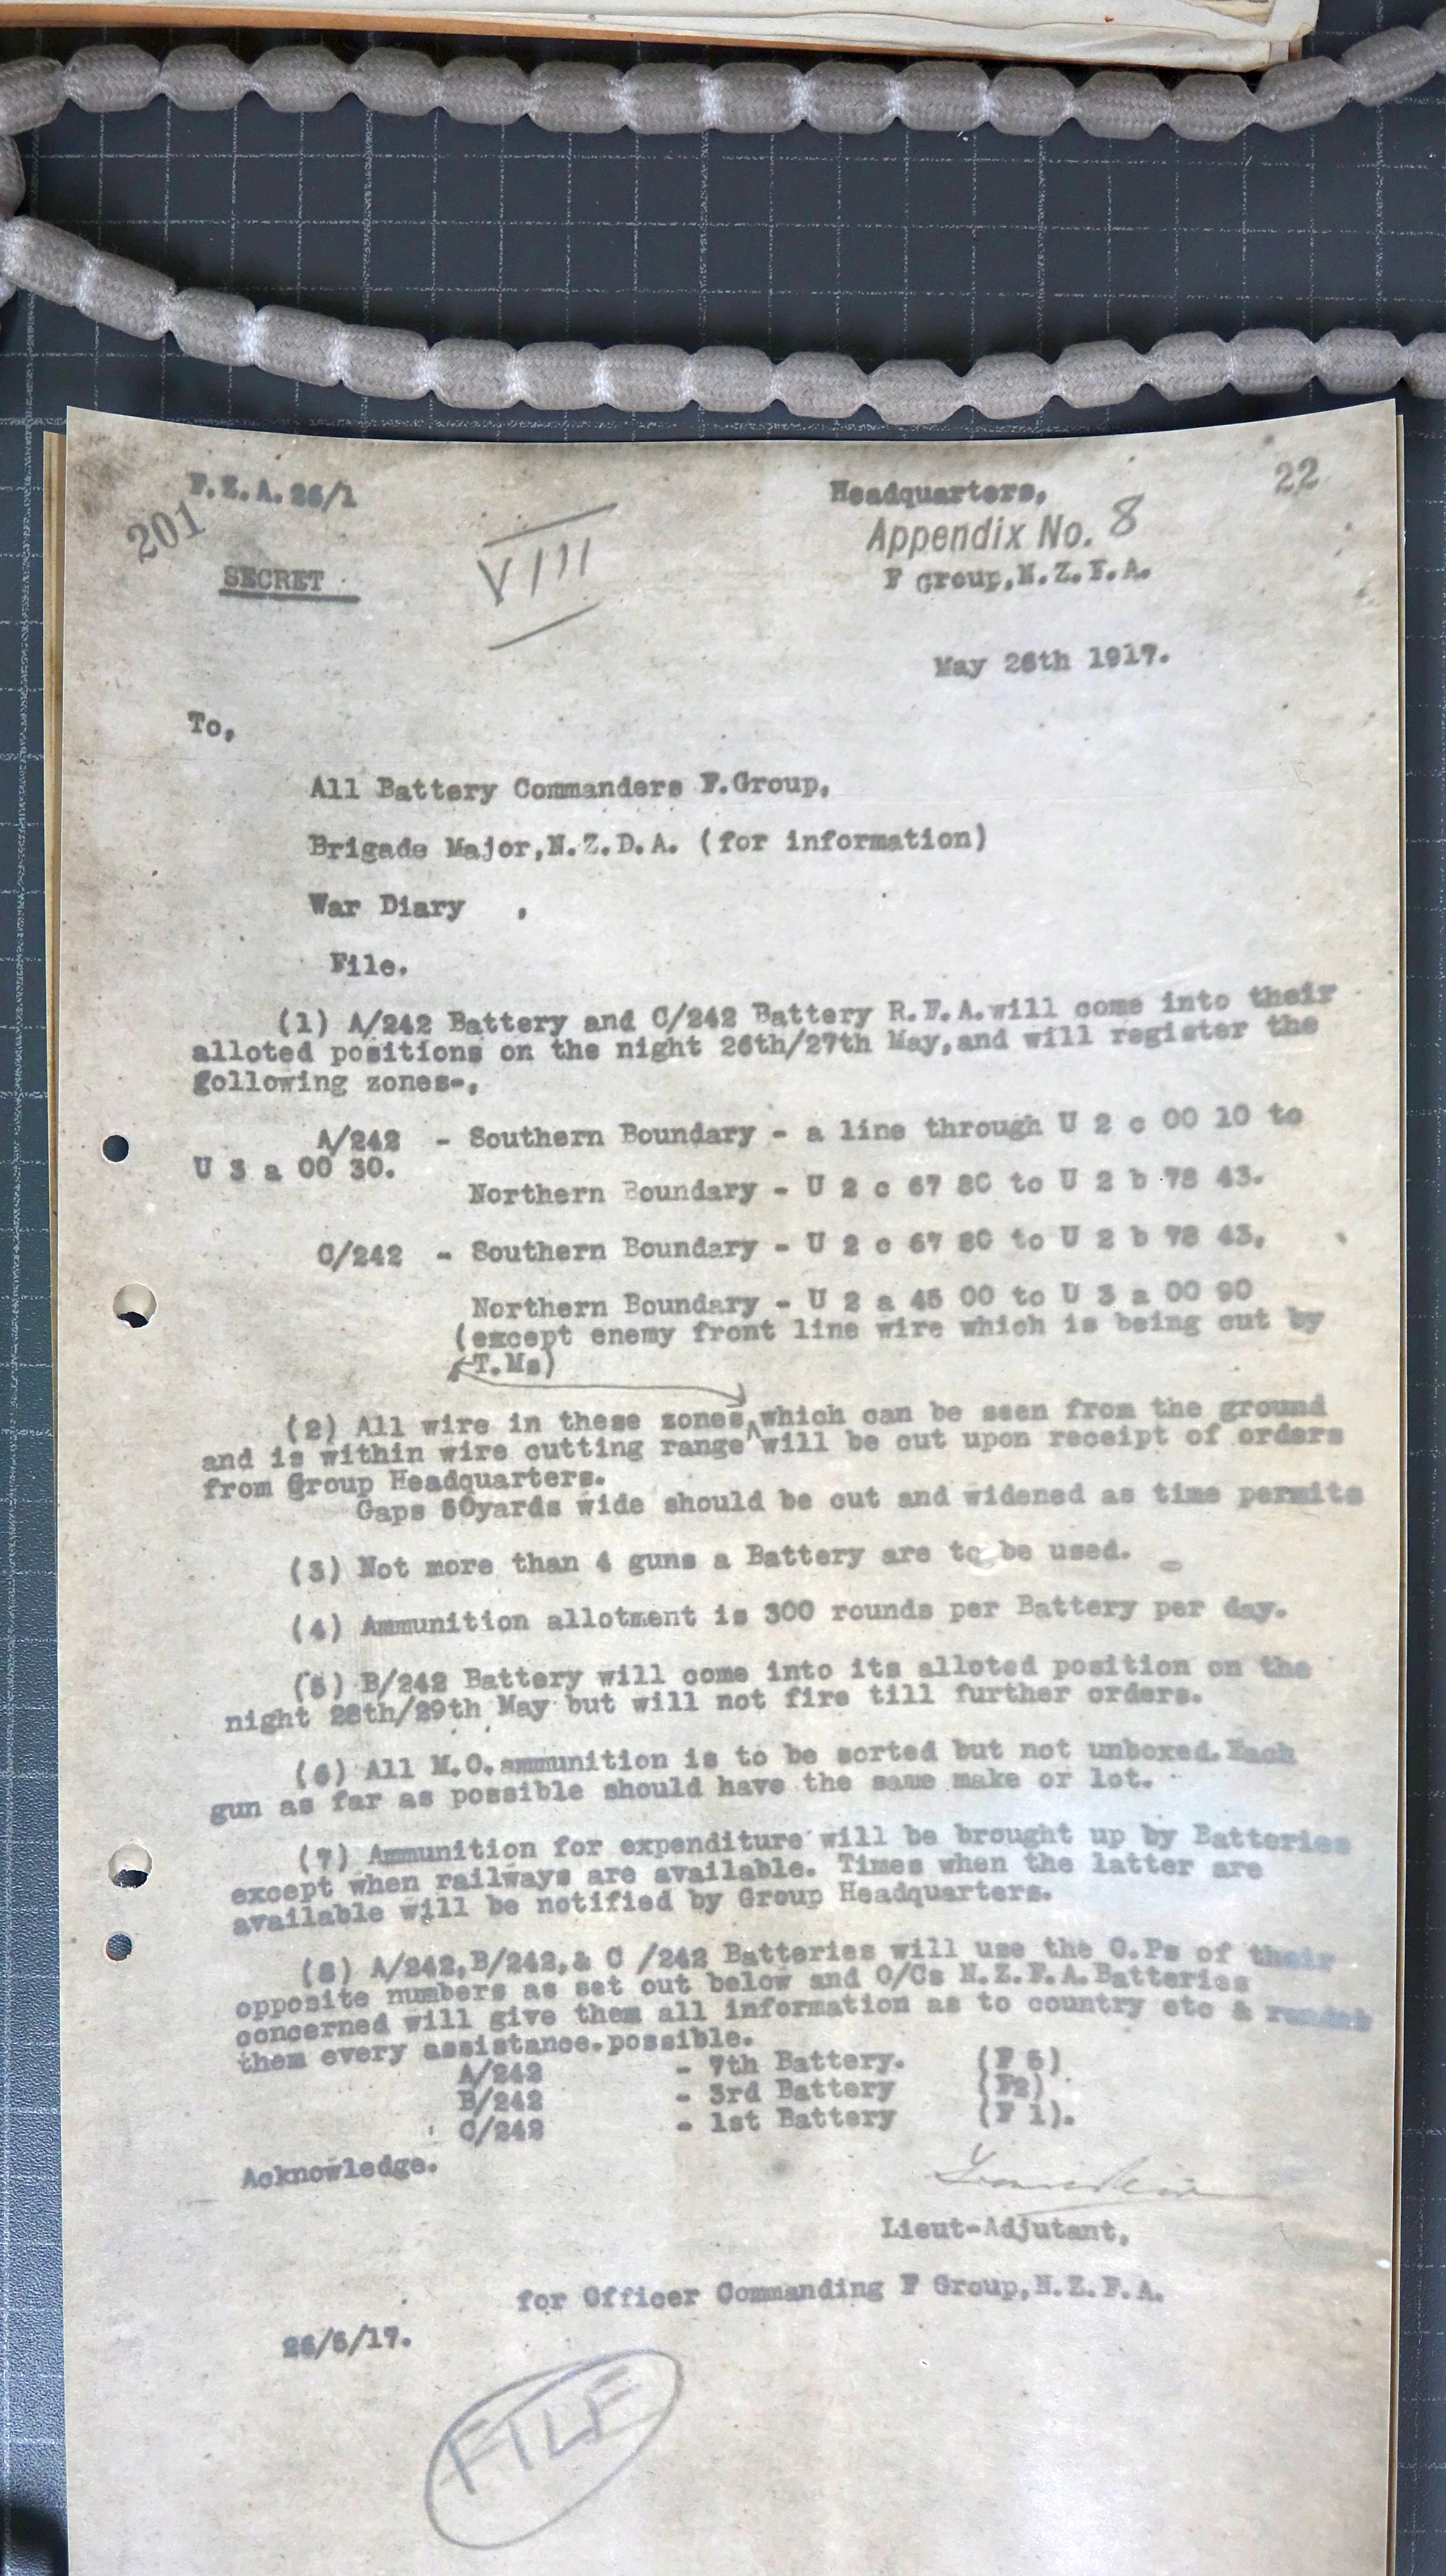 F.Z.A. 26/1
Headquarters,
22
201
Appendix No. 8
VIII
SECRET
F Group,N.Z.F.A.
May 26th 1917.
To,
All Battery Commanders F.Group,
Brigade Major,N.Z.D.A. (for information)
War Diary ,
File.
(1) A/242 Battery and C/242 Battery R.F.A.will come into their
alloted positions on the night 26th/27th May,and will register the
following zones-,
A/242 - Southern Boundary - a line through U 2 c 00 10 to
U 3 a 00 30.
Northern Boundary - U 2 c 67 80 to U 2 b 78 43.
C/242 - Southern Boundary - U 2 c 67 80 to U 2 b 78 43,
Northern Boundary - U 2 a 45 00 to U 3 a 00 90
(except enemy front line wire which is being cut by
T.Ms)
(2) All wire in these zones which can be seen from the ground
and is within wire cutting range will be cut upon receipt of orders
from Group Headquarters.
Gaps 50yards wide should be cut and widened as time permits
(3) Not more than 4 guns a Battery are to be used.
(4) Ammunition allotment is 300 rounds per Battery per day.
(5) B/242 Battery will come into its alloted position on the
night 28th/29th May but will not fire till further orders.
(6) All M.O.ammunition is to be sorted but not unboxed.Each
gun as far as possible should have the same make or lot.
(7) Ammunition for expenditure will be brought up by Batteries
except when railways are available. Times when the latter are
available will be notified by Group Headquarters.
(8) A/242,B/242,& C /242 Batteries will use the O.Ps of their
opposite numbers as set out below and O/Cs N.Z.F.A.Batteries
concerned will give them all information as to country etc & render
them every assistance.possible.
A/242 - 7th Battery. (F 5)
B/242 - 3rd Battery (F2)
C/242 - 1st Battery (F 1).
Acknowledge.
Lieut-Adjutant,
for Officer Commanding F Group,N.Z.F.A.
26/5/17.
FILE